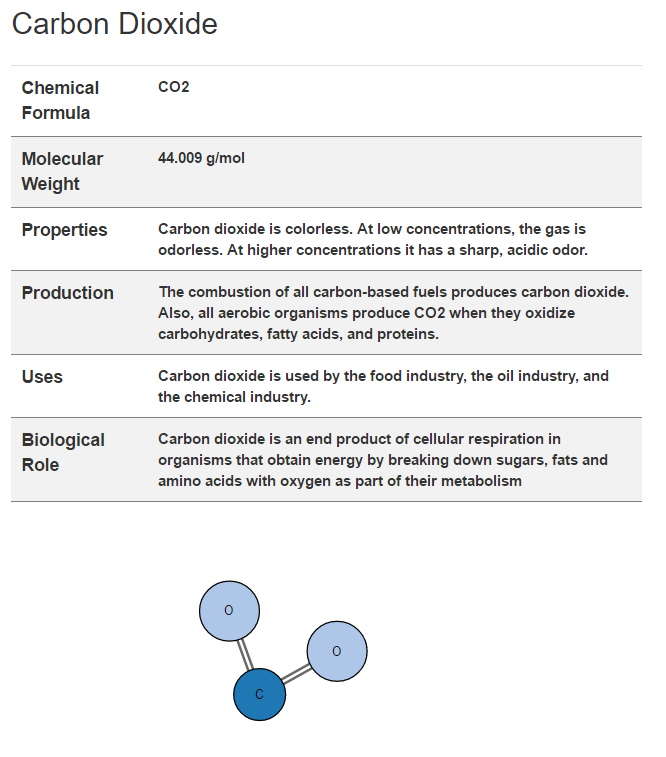 Carbon Dioxide
Chemical
Formula
CO2
Molecular
Weight
44.009 g/mol
Properties
Carbon dioxide is colorless. At low concentrations, the gas is
odorless. At higher concentrations it has a sharp, acidic odor.
Production
The combustion of all carbon-based fuels produces carbon dioxide.
Also, all aerobic organisms produce CO2 when they oxidize
carbohydrates, fatty acids, and proteins.
Uses
Carbon dioxide is used by the food industry, the oil industry, and
the chemical industry.
Biological
Role
Carbon dioxide is an end product of cellular respiration in
organisms that obtain energy by breaking down sugars, fats and
amino acids with oxygen as part of their metabolism
O
O
C